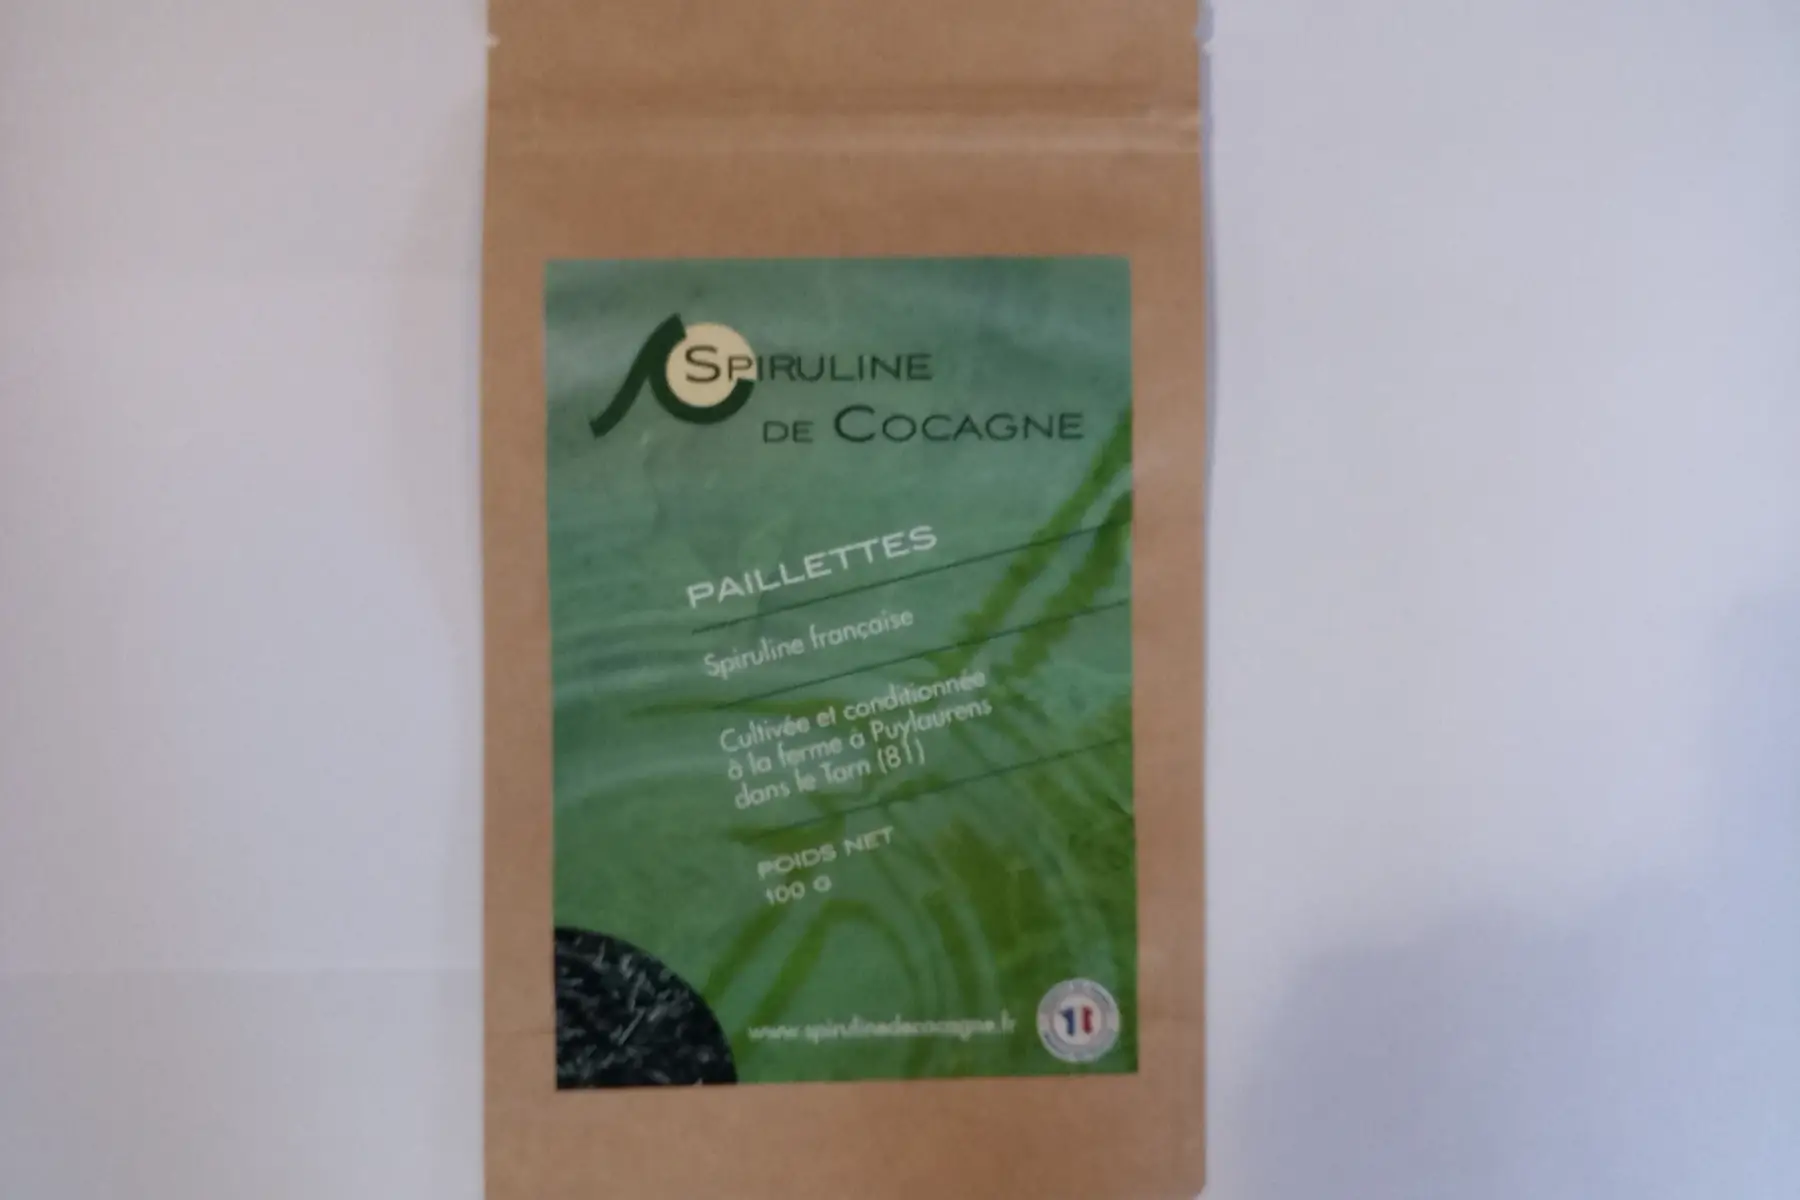 SPIRULINE
DE COCAGNE
PAILLETTES
Spiruline française
Cultivée et conditionnée
à la ferme à Puylaurens
dans le Tarn (81)
POIDS NET
100 G
www.spirulinedecocagne.fr